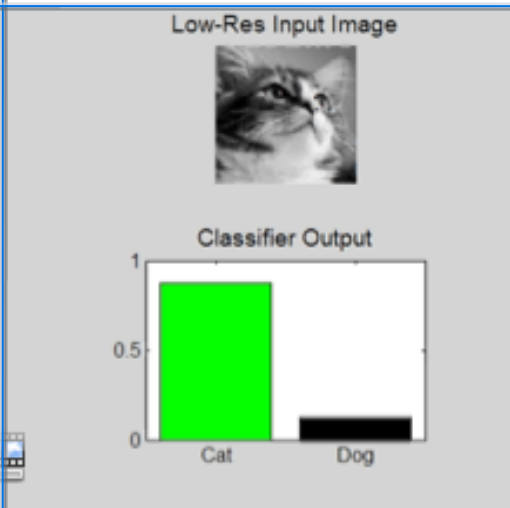 Low-Res Input Image
Classifier Output
1
0.5
0
Cat Dog